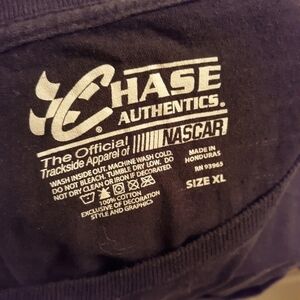 CHASE
AUTHENTICS®
The Official
Trackside Apparel of NASCAR
WASH INSIDE OUT. MACHINE WASH COLD.
DO NOT BLEACH. TUMBLE DRY LOW. DO
NOT DRY CLEAN OR IRON IF DECORATED
100% COTTON
EXCLUSIVE OF DECORATION
STYLE AND GRAPHICS
MADE IN
HONDURAS
RN 93965
SIZE XL